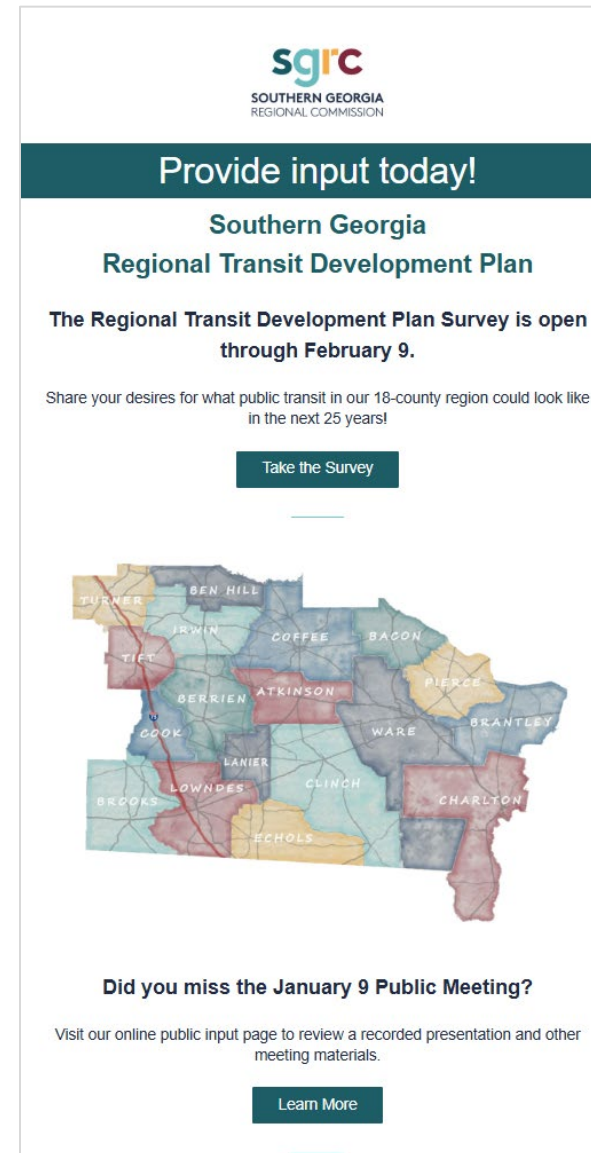 sgrc
SOUTHERN GEORGIA
REGIONAL COMMISSION
Provide input today!
Southern Georgia
Regional Transit Development Plan
The Regional Transit Development Plan Survey is open
through February 9.
Share your desires for what public transit in our 18-county region could look like
in the next 25 years!
Take the Survey
TURNER
BEN HILL
IRWIN
COFFEE
BACON
TIFT
PIERCE
BERRIEN
ATKINSON
BRANTLEY
COOK
WARE
LANIER
CLINCH
LOWNDES
BROOKS
CHARLTON
ECHOLS
Did you miss the January 9 Public Meeting?
Visit our online public input page to review a recorded presentation and other
meeting materials.
Learn More